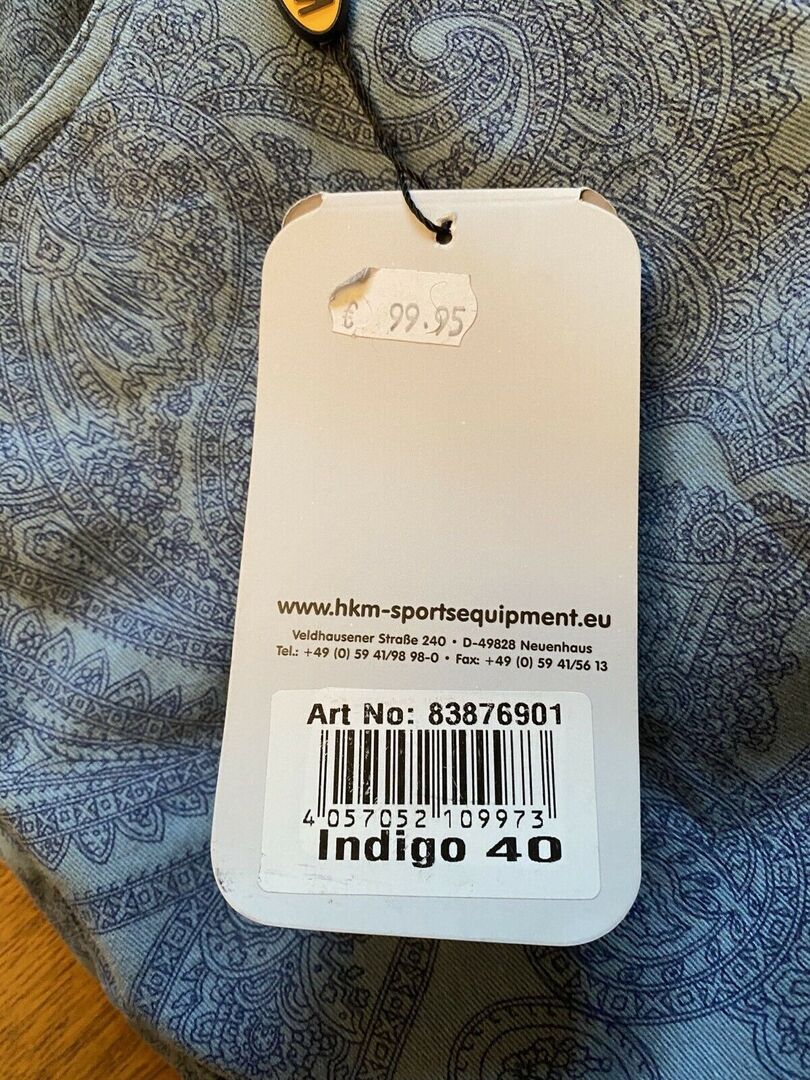 € 99.95
www.hkm-sportsequipment.eu
Veldhausener Straße 240 • D-49828 Neuenhaus
Tel.: +49 (0) 59 41/98 98-0 • Fax: +49 (0) 59 41/56 13
Art No: 83876901
4 057052 109973
Indigo 40